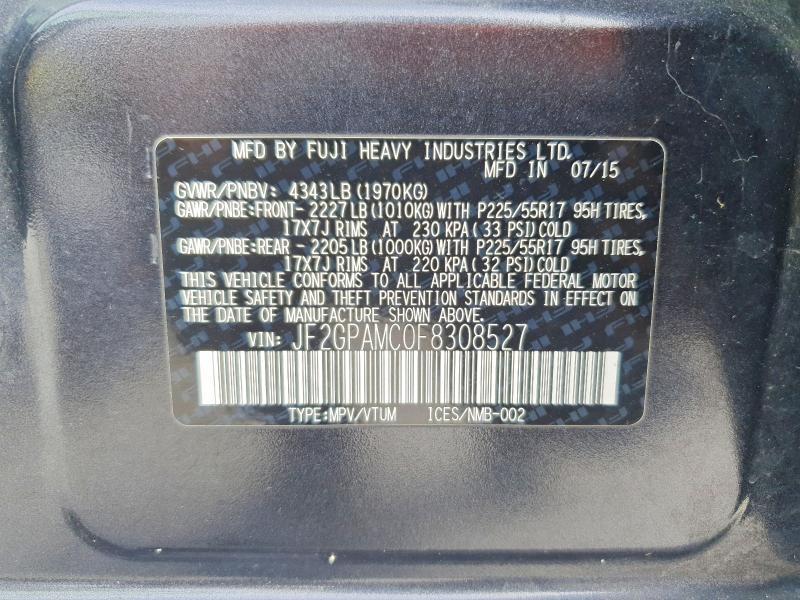 MFD BY FUJI HEAVY INDUSTRIES LTD.
MFD IN 07/15
GVWR/PNBV: 4343LB(1970KG)
GAWR/PNBE:FRONT- 2227LB(1010KG)WITH P225/55R17 95H TIRES,
17X7J RIMS AT 230 KPA(33 PSI)COLD
GAWR/PNBE:REAR - 2205LB(1000KG)WITH P225/55R17 95H TIRES,
17X7J RIMS AT 220 KPA(32 PSI)COLD
THIS VEHICLE CONFORMS TO ALL APPLICABLE FEDERAL MOTOR
VEHICLE SAFETY AND THEFT PREVENTION STANDARDS IN EFFECT ON
THE DATE OF MANUFACTURE SHOWN ABOVE.
VIN: JF2GPAMC0F8308527
TYPE:MPV/VTUM ICES/NMB-002